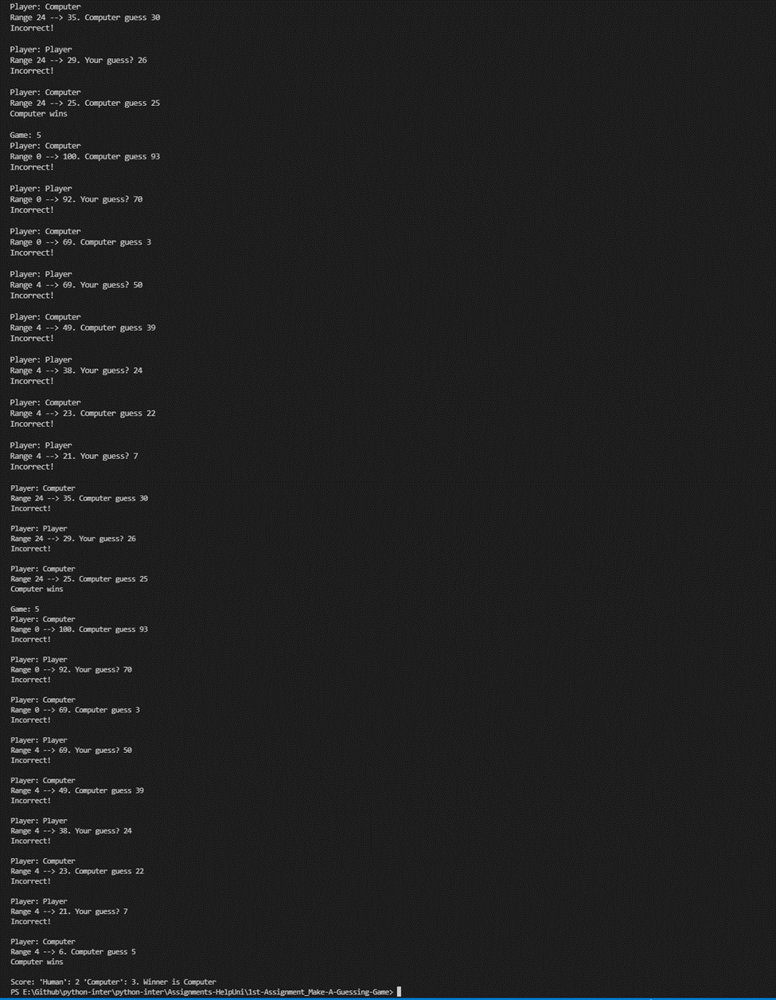 Player: Computer
Range 24 --> 35. Computer guess 30
Incorrect!
Player: Player
Range 24 --> 29. Your guess? 26
Incorrect!
Player: Computer
Range 24 --> 25. Computer guess 25
Computer wins
Game: 5
Player: Computer
Range 0 --> 100. Computer guess 93
Incorrect!
Player: Player
Range 0 --> 92. Your guess? 70
Incorrect!
Player: Computer
Range 0 --> 69. Computer guess 3
Incorrect!
Player: Player
Range 4 --> 69. Your guess? 50
Incorrect!
Player: Computer
Range 4 --> 49. Computer guess 39
Incorrect!
Player: Player
Range 4 --> 38. Your guess? 24
Incorrect!
Player: Computer
Range 4 --> 23. Computer guess 22
Incorrect!
Player: Player
Range 4 --> 21. Your guess? 7
Incorrect!
Player: Computer
Range 24 --> 35. Computer guess 30
Incorrect!
Player: Player
Range 24 --> 29. Your guess? 26
Incorrect!
Player: Computer
Range 24 --> 25. Computer guess 25
Computer wins
Game: 5
Player: Computer
Range 0 --> 100. Computer guess 93
Incorrect!
Player: Player
Range 0 --> 92. Your guess? 70
Incorrect!
Player: Computer
Range 0 --> 69. Computer guess 3
Incorrect!
Player: Player
Range 4 --> 69. Your guess? 50
Incorrect!
Player: Computer
Range 4 --> 49. Computer guess 39
Incorrect!
Player: Player
Range 4 --> 38. Your guess? 24
Incorrect!
Player: Computer
Range 4 --> 23. Computer guess 22
Incorrect!
Player: Player
Range 4 --> 21. Your guess? 7
Incorrect!
Player: Computer
Range 4 --> 6. Computer guess 5
Computer wins
Score: 'Human': 2 'Computer': 3. Winner is Computer
PS E:\Github\python-inter\python-inter\Assignments-HelpUni\1st-Assignment_Make-A-Guessing-Game>